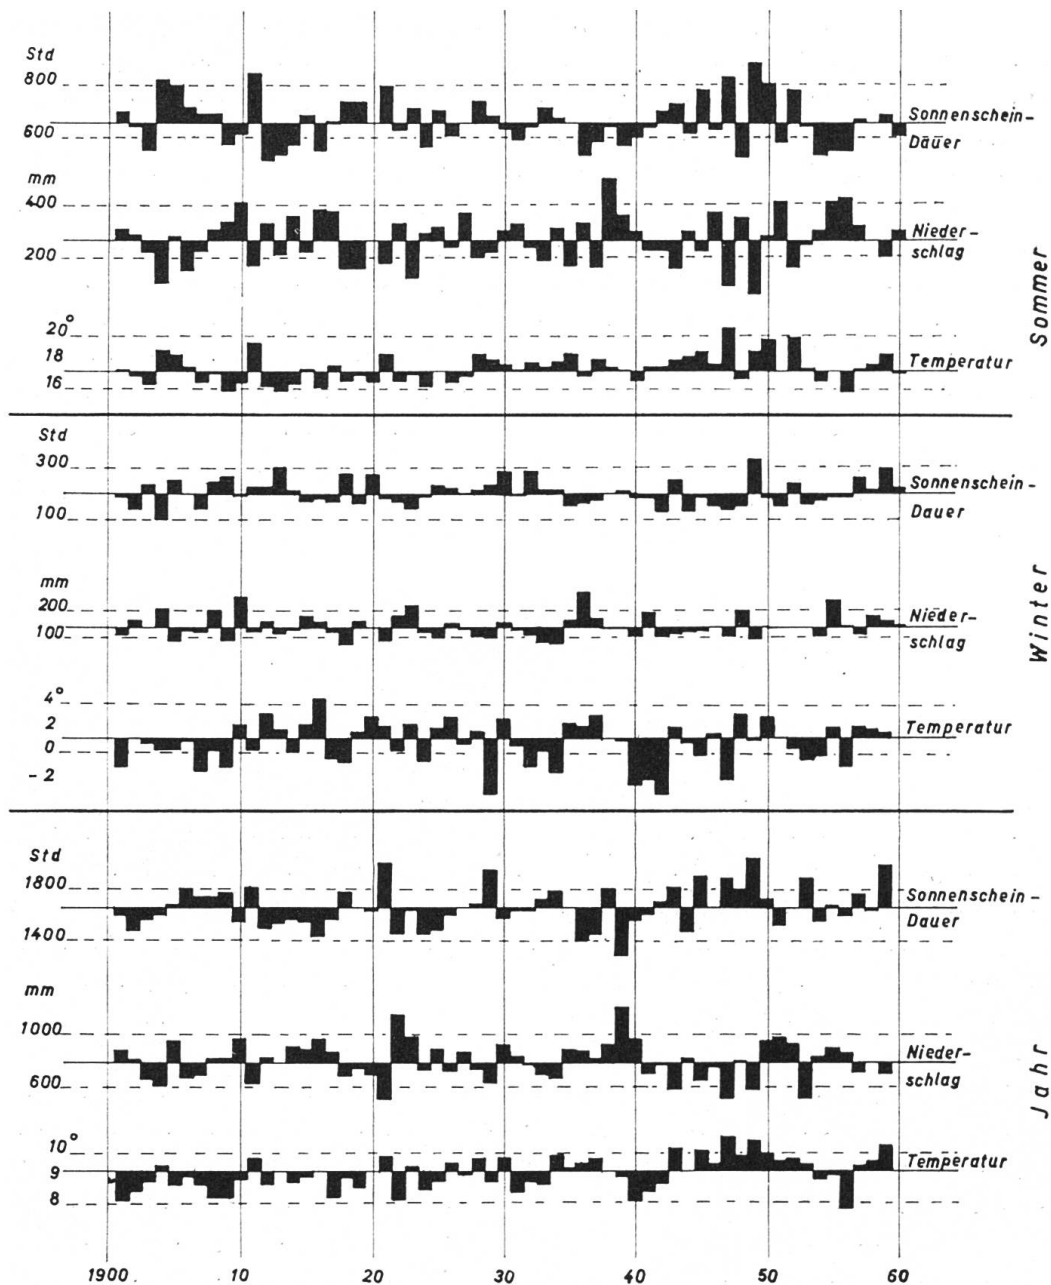 Std
800
Sonnenschein-
600
Dauer
mm
400
Nieder-
200
schlag
20°
18
Temperatur
16
Sommer
Std
300
Sonnenschein-
100
Dauer
mm
200
Nieder-
100
schlag
4°
2
Temperatur
0
-2
Winter
Std
1800
Sonnenschein-
Dauer
1400
mm
1000
Nieder-
600
schlag
10°
9
Temperatur
8
Jahr
1900 10 20 30 40 50 60